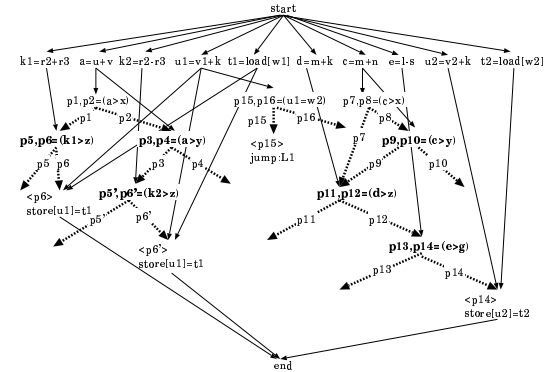 start
k1=r2+r3 a=u+v k2=r2-r3 u1=v1+k t1=load[w1] d=m+k c=m+n e=l-s u2=v2+k t2=load[w2]
p1,p2=(a>x) p15,p16=(u1=w2) p7,p8=(c>x)
p1 p2 p15 p16 p7 p8
p5,p6=(k1>z) p3,p4=(a>y) <p15> p9,p10=(c>y)
jump:L1
p5 p6 p3 p4 p9 p10
<p6> p5',p6'=(k2>z) p11,p12=(d>z)
store[u1]=t1
p5' p6' p11 p12
<p6'> p13,p14=(e>g)
store[u1]=t1
p13 p14
<p14>
store[u2]=t2
end